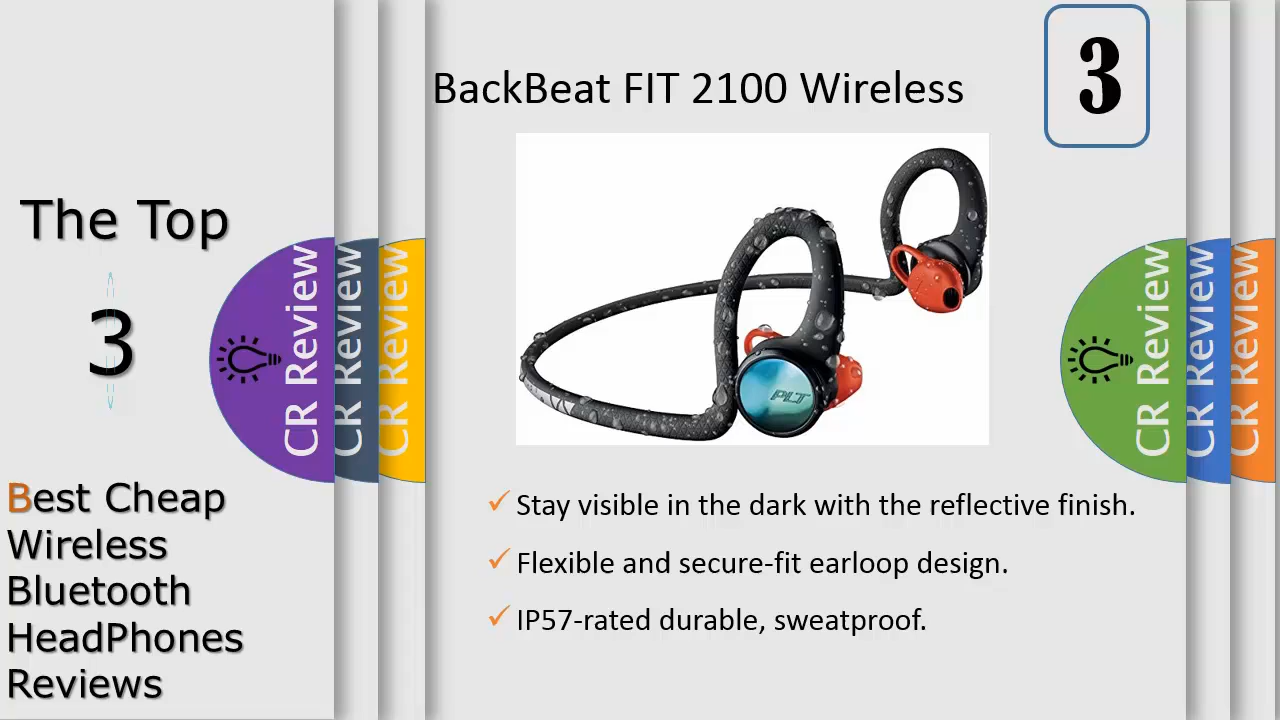 BackBeat FIT 2100 Wireless
3
The Top
3
Best Cheap
Wireless
Bluetooth
HeadPhones
Reviews
CR Review
CR Review
CR Review
PLT
CR Review
CR Review
CR Review
✓ Stay visible in the dark with the reflective finish.
✓ Flexible and secure-fit earloop design.
✓ IP57-rated durable, sweatproof.